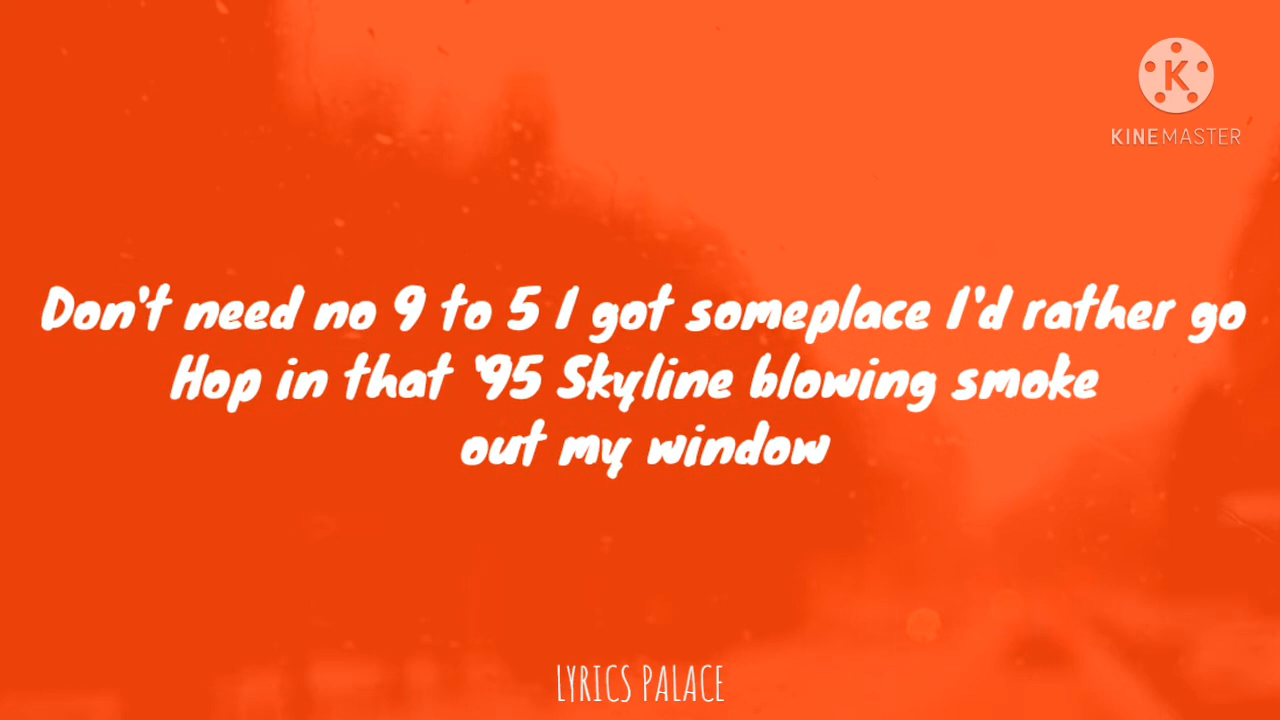 K
KINEMASTER
Don't need no 9 to 5 I got someplace I'd rather go
Hop in that '95 Skyline blowing smoke
out my window
LYRICS PALACE